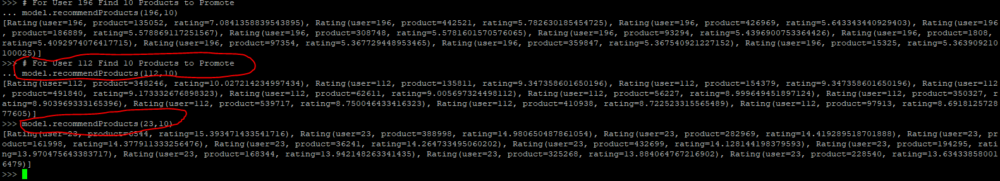 >>> # For User 196 Find 10 Products to Promote
... model.recommendProducts(196,10)
[Rating(user=196, product=135052, rating=7.0841358839543895), Rating(user=196, product=442521, rating=5.782630185454725), Rating(user=196, product=426969, rating=5.643343440929403), Rating(user=196
, product=186889, rating=5.578869117251567), Rating(user=196, product=308748, rating=5.5781601570576065), Rating(user=196, product=93294, rating=5.4396900753364426), Rating(user=196, product=1808,
rating=5.4092974076417715), Rating(user=196, product=97354, rating=5.367729448953465), Rating(user=196, product=359847, rating=5.367540921227152), Rating(user=196, product=15325, rating=5.363909210
100025)]
>>> # For User 112 Find 10 Products to Promote
... model.recommendProducts(112,10)
[Rating(user=112, product=348246, rating=10.027214234997434), Rating(user=112, product=135811, rating=9.347358601650196), Rating(user=112, product=154379, rating=9.347358601650196), Rating(user=112
, product=491840, rating=9.173332676898323), Rating(user=112, product=62611, rating=9.005697324498112), Rating(user=112, product=56227, rating=8.999649451897124), Rating(user=112, product=350327, r
ating=8.903969333165396), Rating(user=112, product=539717, rating=8.750046433416323), Rating(user=112, product=410938, rating=8.722523315565489), Rating(user=112, product=97913, rating=8.6918125728
77605)]
>>> model.recommendProducts(23,10)
[Rating(user=23, product=6544, rating=15.393471433541716), Rating(user=23, product=388998, rating=14.980650487861054), Rating(user=23, product=282969, rating=14.419289518701888), Rating(user=23, pr
oduct=161998, rating=14.377911333256476), Rating(user=23, product=36241, rating=14.264733495060202), Rating(user=23, product=432699, rating=14.128144198379593), Rating(user=23, product=194295, rati
ng=13.970475643383717), Rating(user=23, product=168344, rating=13.942148263341435), Rating(user=23, product=325268, rating=13.884064767216902), Rating(user=23, product=228540, rating=13.63433858001
6479)]
>>>